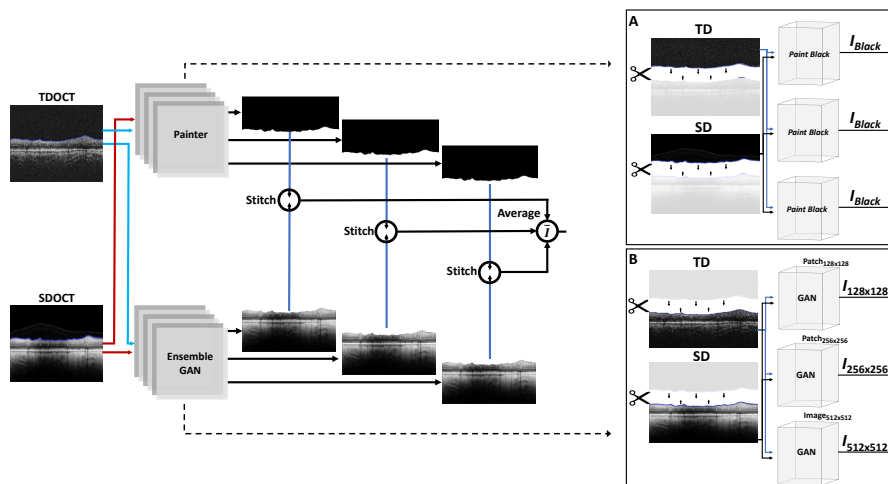 TDOCT
Painter
Stitch
Stitch
Stitch
Average
Ī
SDOCT
Ensemble
GAN
A
TD
SD
Paint Black
I_Black
Paint Black
I_Black
Paint Black
I_Black
B
TD
SD
Patch128x128
GAN
I128x128
Patch256x256
GAN
I256x256
Image512x512
GAN
I512x512